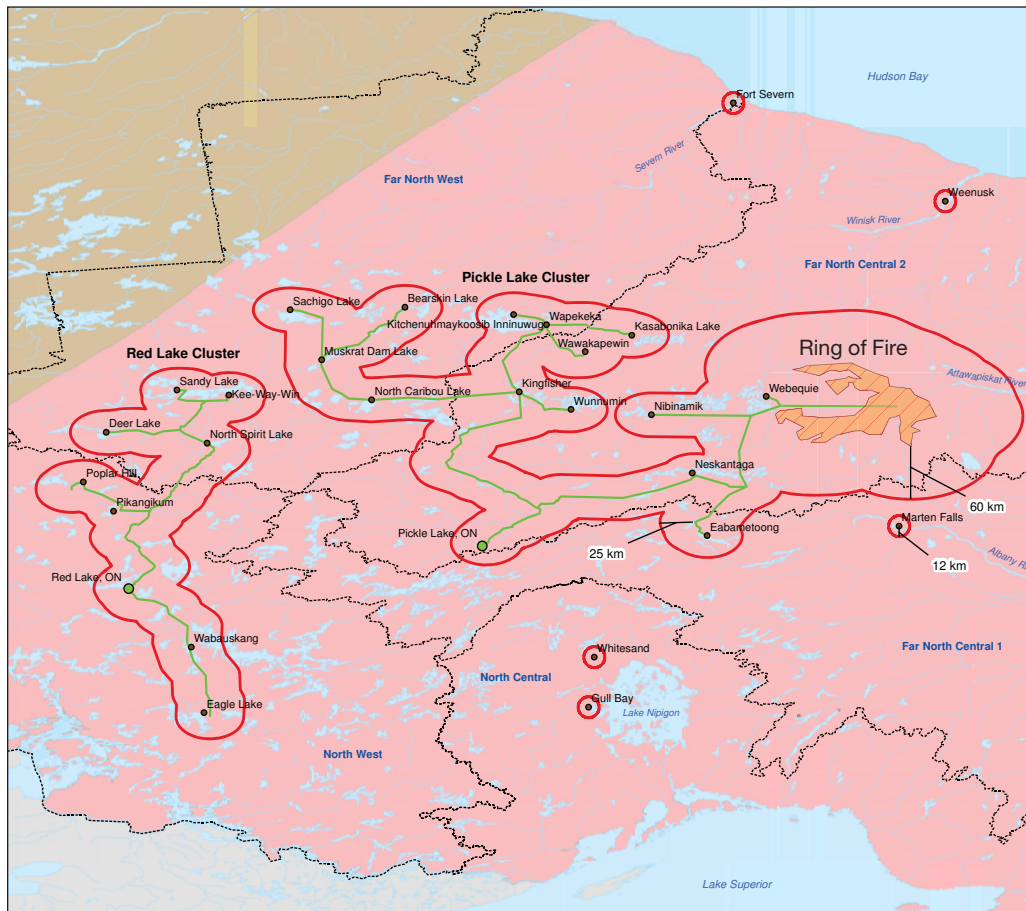 Hudson Bay
Fort Severn
Severn River
Far North West
Weenusk
Winisk River
Far North Central 2
Pickle Lake Cluster
Sachigo Lake
Bearskin Lake
Wapekeka
Kitchenuhmaykoosib Inninuwug
Kasabonika Lake
Wawakapewin
Muskrat Dam Lake
Ring of Fire
Red Lake Cluster
Attawapiskat River
Sandy Lake
Kee-Way-Win
Kingfisher
Webequie
North Caribou Lake
Wunnumin
Nibinamik
Deer Lake
North Spirit Lake
Poplar Hill
Neskantaga
Pikangikum
60 km
Marten Falls
Pickle Lake, ON
Eabametoong
25 km
12 km
Albany R
Red Lake, ON
Wabauskang
Whitesand
Far North Central 1
North Central
Gull Bay
Eagle Lake
Lake Nipigon
North West
Lake Superior